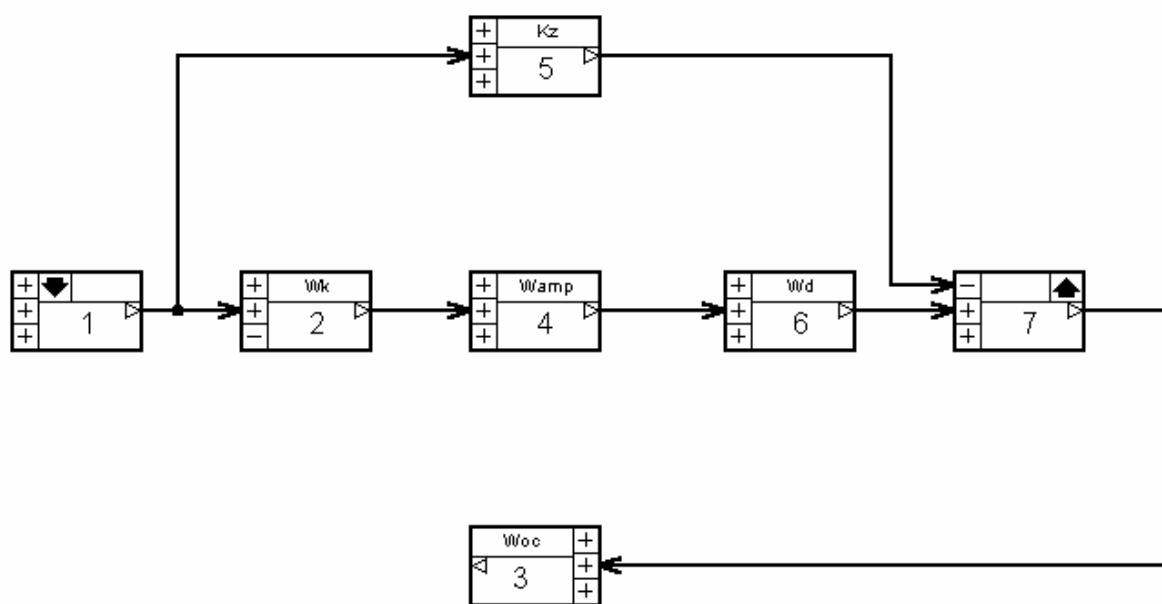 + Kz
+ 5
+
+ + Wk + Wamp + Wd −
+ 1 + 2 + 4 + 6 + 7
+ − + + +
Woc +
3 +
+